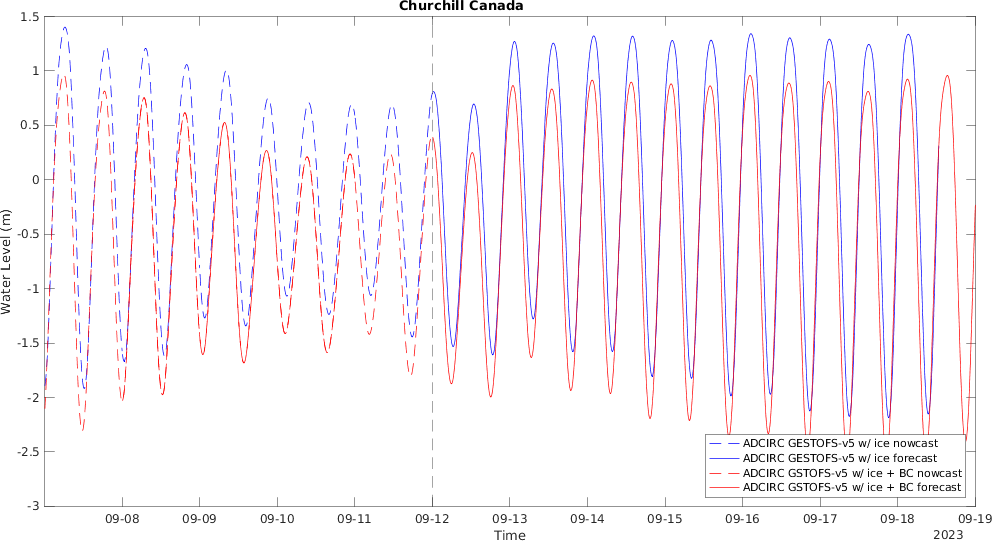 Churchill Canada
1.5
1
0.5
0
-0.5
-1
-1.5
-2
-2.5
-3
Water Level (m)
ADCIRC GESTOFS-v5 w/ ice nowcast
ADCIRC GESTOFS-v5 w/ ice forecast
ADCIRC GSTOFS-v5 w/ ice + BC nowcast
ADCIRC GSTOFS-v5 w/ ice + BC forecast
09-08 09-09 09-10 09-11 09-12 09-13 09-14 09-15 09-16 09-17 09-18 09-19
Time
2023